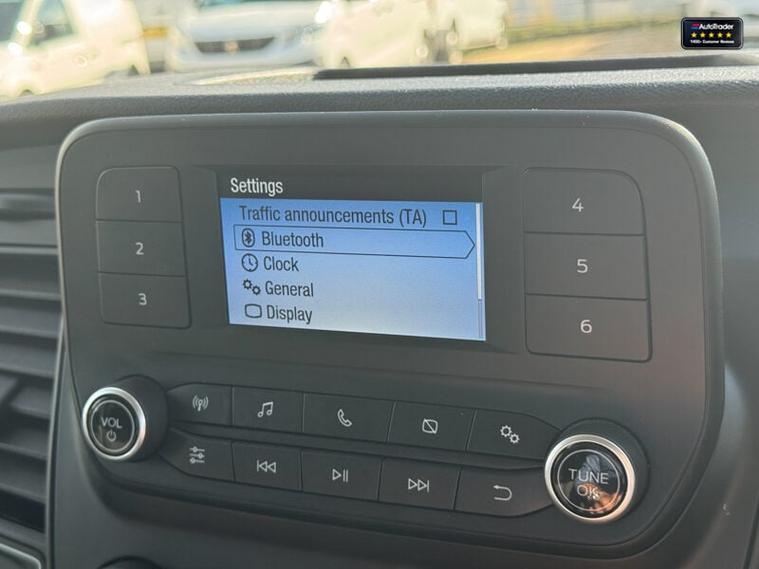 AutoTrader
Settings
Traffic announcements (TA)
Bluetooth
Clock
General
Display
1
2
3
4
5
6
VOL
TUNE
OK